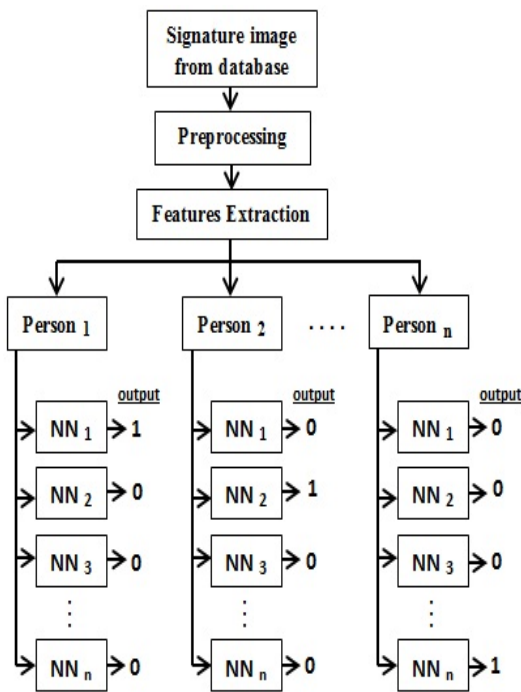 Signature image
from database
Preprocessing
Features Extraction
Person 1
Person 2
....
Person n
output
output
output
NN 1 1
NN 1 0
NN 1 0
NN 2 0
NN 2 1
NN 2 0
NN 3 0
NN 3 0
NN 3 0
NN n 0
NN n 0
NN n 1